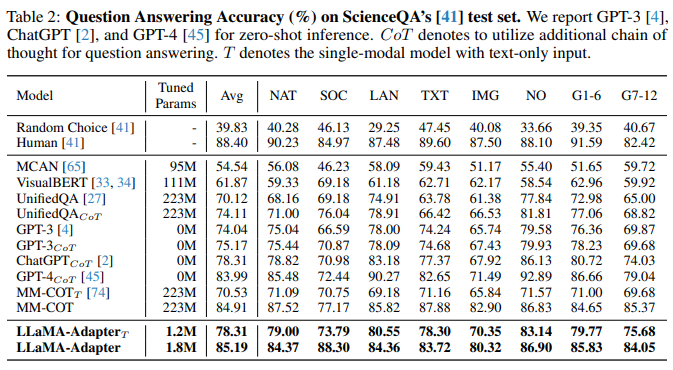 Table 2: Question Answering Accuracy (%) on ScienceQA's [41] test set. We report GPT-3 [4],
ChatGPT [2], and GPT-4 [45] for zero-shot inference. CoT denotes to utilize additional chain of
thought for question answering. T denotes the single-modal model with text-only input.
Model Tuned Params Avg NAT SOC LAN TXT IMG NO G1-6 G7-12
Random Choice [41] - 39.83 40.28 46.13 29.25 47.45 40.08 33.66 39.35 40.67
Human [41] - 88.40 90.23 84.97 87.48 89.60 87.50 88.10 91.59 82.42
MCAN [65] 95M 54.54 56.08 46.23 58.09 59.43 51.17 55.40 51.65 59.72
VisualBERT [33, 34] 111M 61.87 59.33 69.18 61.18 62.71 62.17 58.54 62.96 59.92
UnifiedQA [27] 223M 70.12 68.16 69.18 74.91 63.78 61.38 77.84 72.98 65.00
UnifiedQACoT 223M 74.11 71.00 76.04 78.91 66.42 66.53 81.81 77.06 68.82
GPT-3 [4] 0M 74.04 75.04 66.59 78.00 74.24 65.74 79.58 76.36 69.87
GPT-3CoT 0M 75.17 75.44 70.87 78.09 74.68 67.43 79.93 78.23 69.68
ChatGPTCoT [2] 0M 78.31 78.82 70.98 83.18 77.37 67.92 86.13 80.72 74.03
GPT-4CoT [45] 0M 83.99 85.48 72.44 90.27 82.65 71.49 92.89 86.66 79.04
MM-COTT [74] 223M 70.53 71.09 70.75 69.18 71.16 65.84 71.57 71.00 69.68
MM-COT 223M 84.91 87.52 77.17 85.82 87.88 82.90 86.83 84.65 85.37
LLaMA-AdapterT 1.2M 78.31 79.00 73.79 80.55 78.30 70.35 83.14 79.77 75.68
LLaMA-Adapter 1.8M 85.19 84.37 88.30 84.36 83.72 80.32 86.90 85.83 84.05